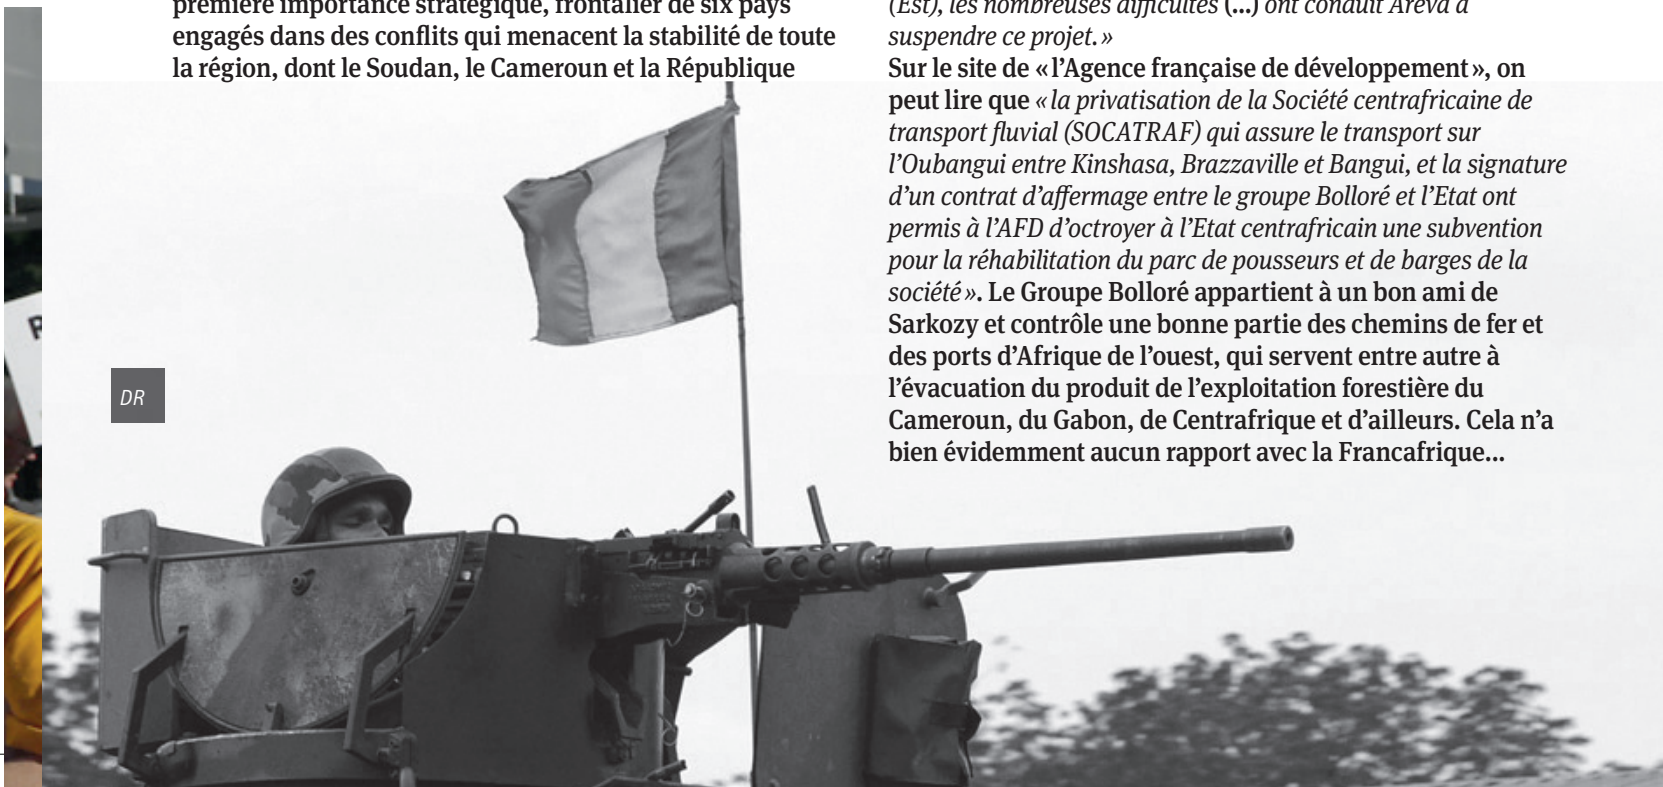 première importance stratégique, frontalier de six pays
engagés dans des conflits qui menacent la stabilité de toute
la région, dont le Soudan, le Cameroun et la République
DR
(Est), les nombreuses difficultés (...) ont conduit Areva à
suspendre ce projet. »
Sur le site de « l’Agence française de développement », on
peut lire que « la privatisation de la Société centrafricaine de
transport fluvial (SOCATRAF) qui assure le transport sur
l’Oubangui entre Kinshasa, Brazzaville et Bangui, et la signature
d’un contrat d’affermage entre le groupe Bolloré et l’Etat ont
permis à l’AFD d’octroyer à l’Etat centrafricain une subvention
pour la réhabilitation du parc de pousseurs et de barges de la
société ». Le Groupe Bolloré appartient à un bon ami de
Sarkozy et contrôle une bonne partie des chemins de fer et
des ports d’Afrique de l’ouest, qui servent entre autre à
l’évacuation du produit de l’exploitation forestière du
Cameroun, du Gabon, de Centrafrique et d’ailleurs. Cela n’a
bien évidemment aucun rapport avec la Francafrique...